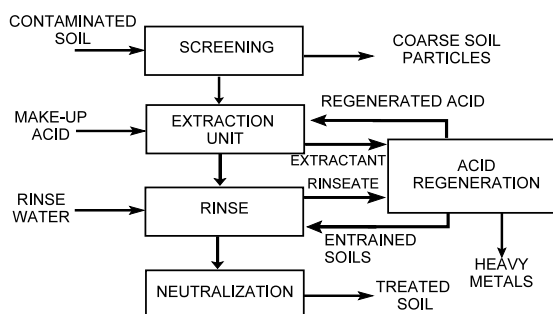 CONTAMINATED
SOIL
SCREENING
COARSE SOIL
PARTICLES
REGENERATED ACID
MAKE-UP
ACID
EXTRACTION
UNIT
EXTRACTANT
ACID
REGENERATION
RINSEATE
RINSE
WATER
RINSE
ENTRAINED
SOILS
HEAVY
METALS
NEUTRALIZATION
TREATED
SOIL